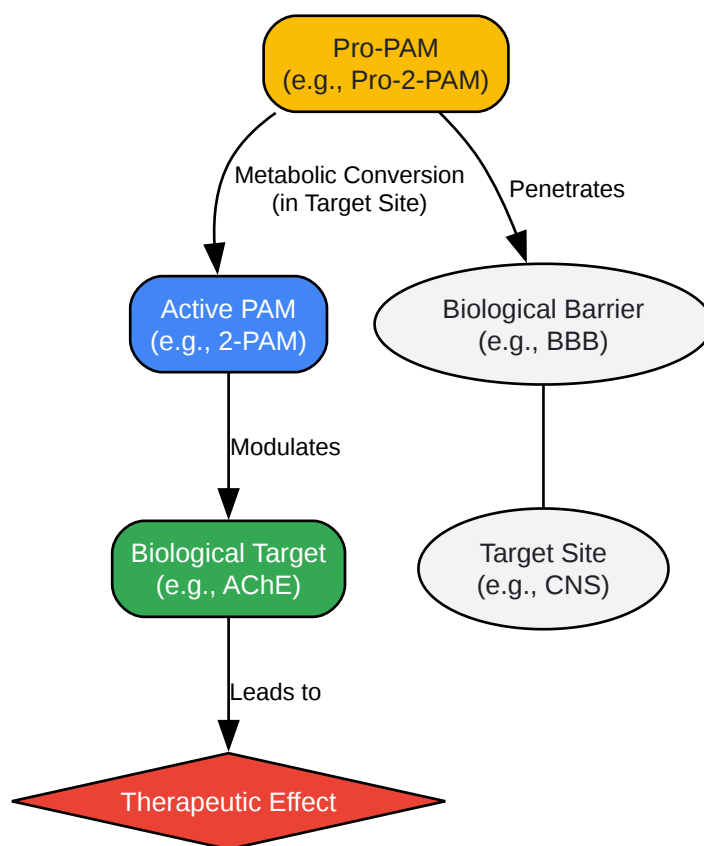 Pro-PAM
(e.g., Pro-2-PAM)
Metabolic Conversion
(in Target Site)
Penetrates
Active PAM
(e.g., 2-PAM)
Biological Barrier
(e.g., BBB)
Modulates
Biological Target
(e.g., AChE)
Target Site
(e.g., CNS)
Leads to
Therapeutic Effect